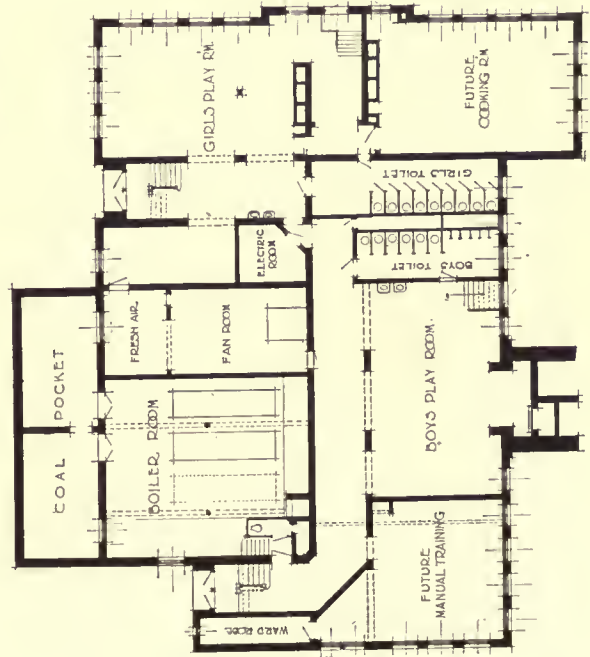 GIRLS PLAY RM.
FUTURE
COOKING RM.
GIRLS TOILET
ELECTRIC
ROOM
BOYS TOILET
FRESH AIR.
FAN ROOM
COAL POCKET
BOILER ROOM
BOYS PLAY ROOM.
FUTURE
MANUAL TRAINING
WARD ROBE.